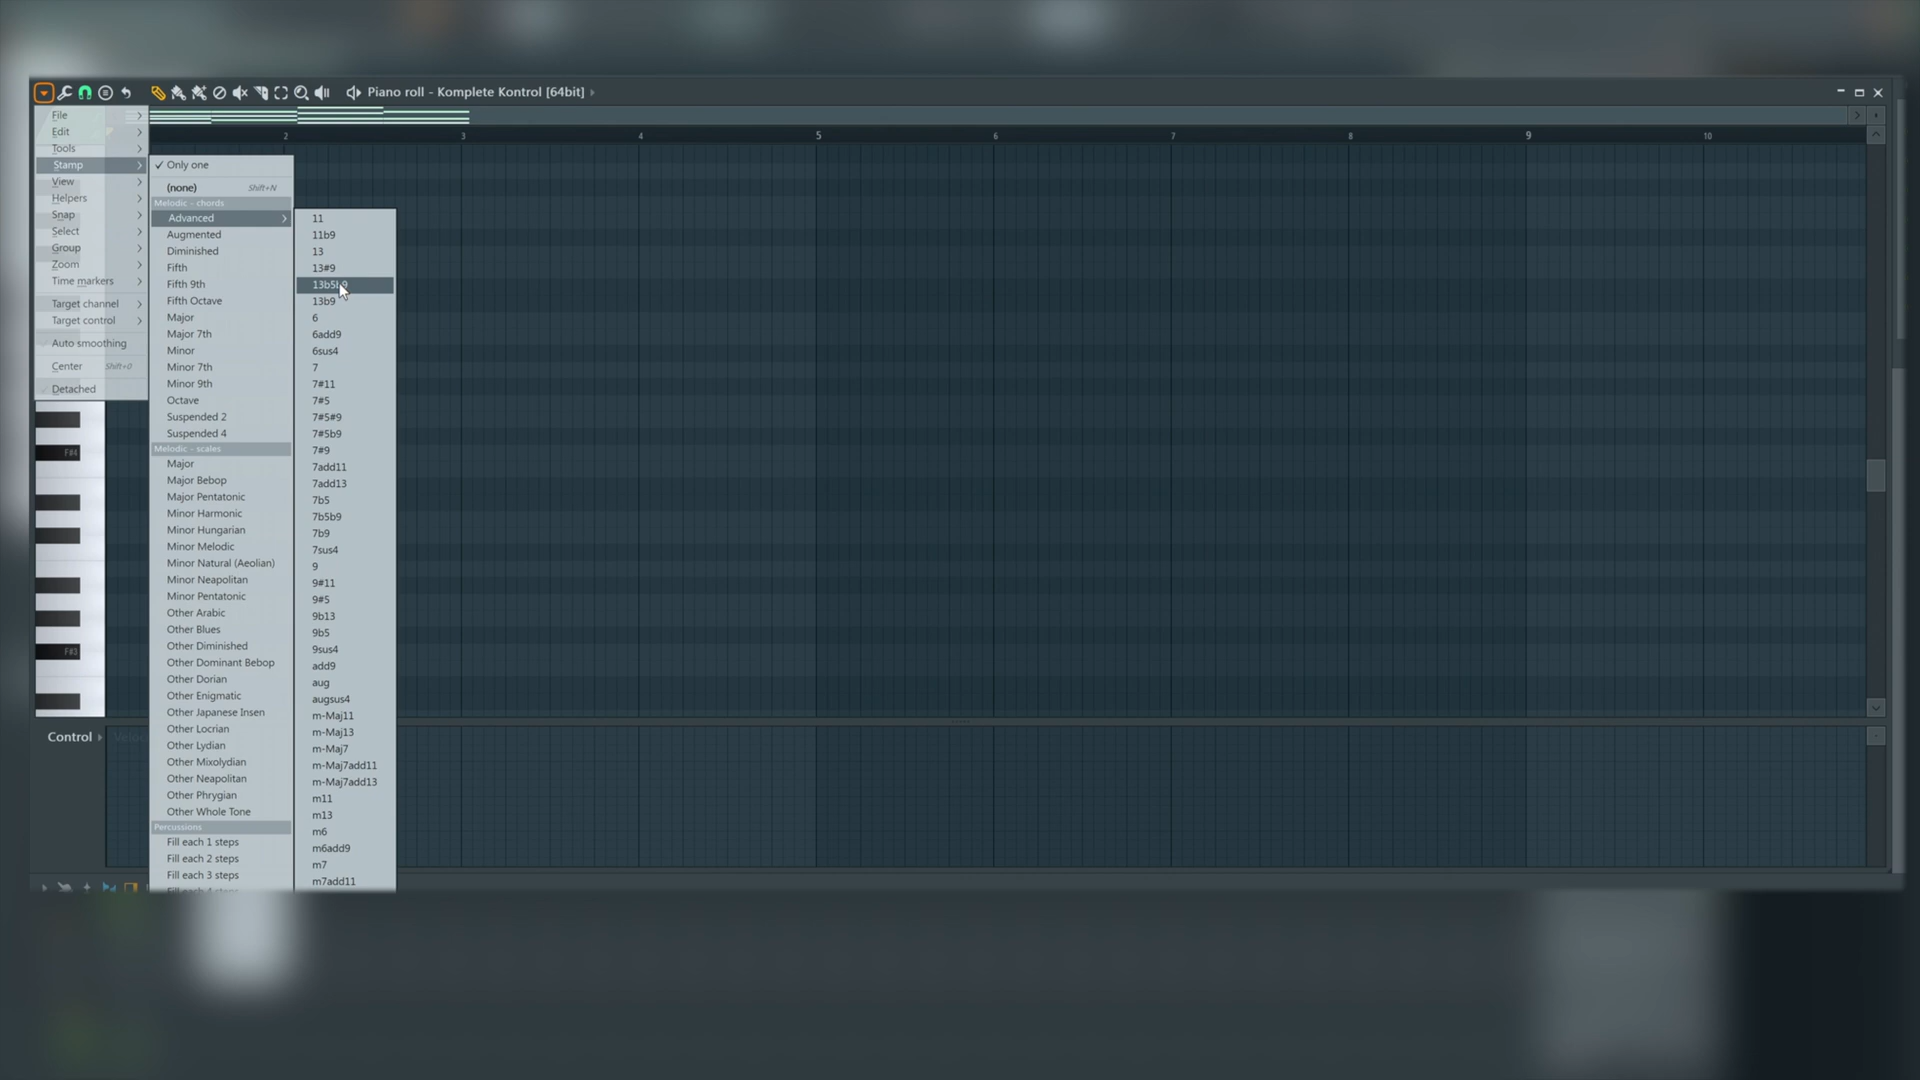 Piano roll - Komplete Kontrol [64bit]
File
Edit
Tools
Stamp
View
Helpers
Snap
Select
Group
Zoom
Time markers
Target channel
Target control
Auto smoothing
Center Shift+0
Detached
2 3 4 5 6 7 8 9 10
Only one
(none) Shift+N
Melodic - chords
Advanced
Augmented
Diminished
Fifth
Fifth 9th
Fifth Octave
Major
Major 7th
Minor
Minor 7th
Minor 9th
Octave
Suspended 2
Suspended 4
Melodic - scales
Major
Major Bebop
Major Pentatonic
Minor Harmonic
Minor Hungarian
Minor Melodic
Minor Natural (Aeolian)
Minor Neapolitan
Minor Pentatonic
Other Arabic
Other Blues
Other Diminished
Other Dominant Bebop
Other Dorian
Other Enigmatic
Other Japanese Insen
Other Locrian
Other Lydian
Other Mixolydian
Other Neapolitan
Other Phrygian
Other Whole Tone
Percussions
Fill each 1 steps
Fill each 2 steps
Fill each 3 steps
11
11b9
13
13#9
13b5b9
13b9
6
6add9
6sus4
7
7#11
7#5
7#5#9
7#5b9
7#9
7add11
7add13
7b5
7b5b9
7b9
7sus4
9
9#11
9#5
9b13
9b5
9sus4
add9
aug
augsus4
m-Maj11
m-Maj13
m-Maj7
m-Maj7add11
m-Maj7add13
m11
m13
m6
m6add9
m7
m7add11
F#4
F#3
Control